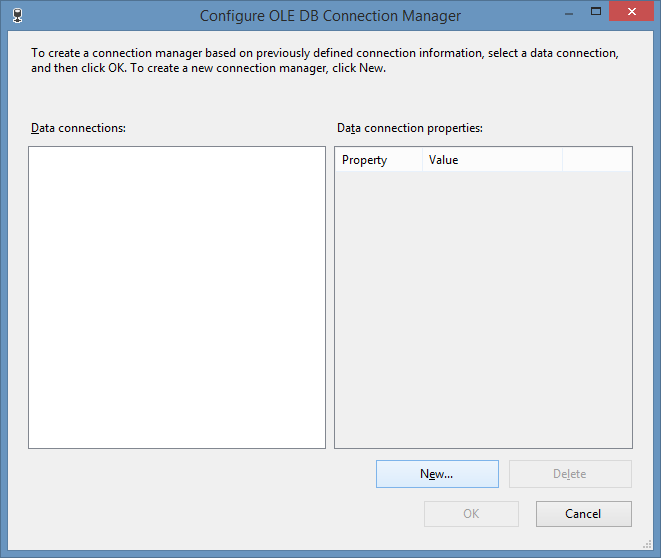 Configure OLE DB Connection Manager
To create a connection manager based on previously defined connection information, select a data connection,
and then click OK. To create a new connection manager, click New.
Data connections:
Data connection properties:
Property Value
New...
Delete
OK
Cancel